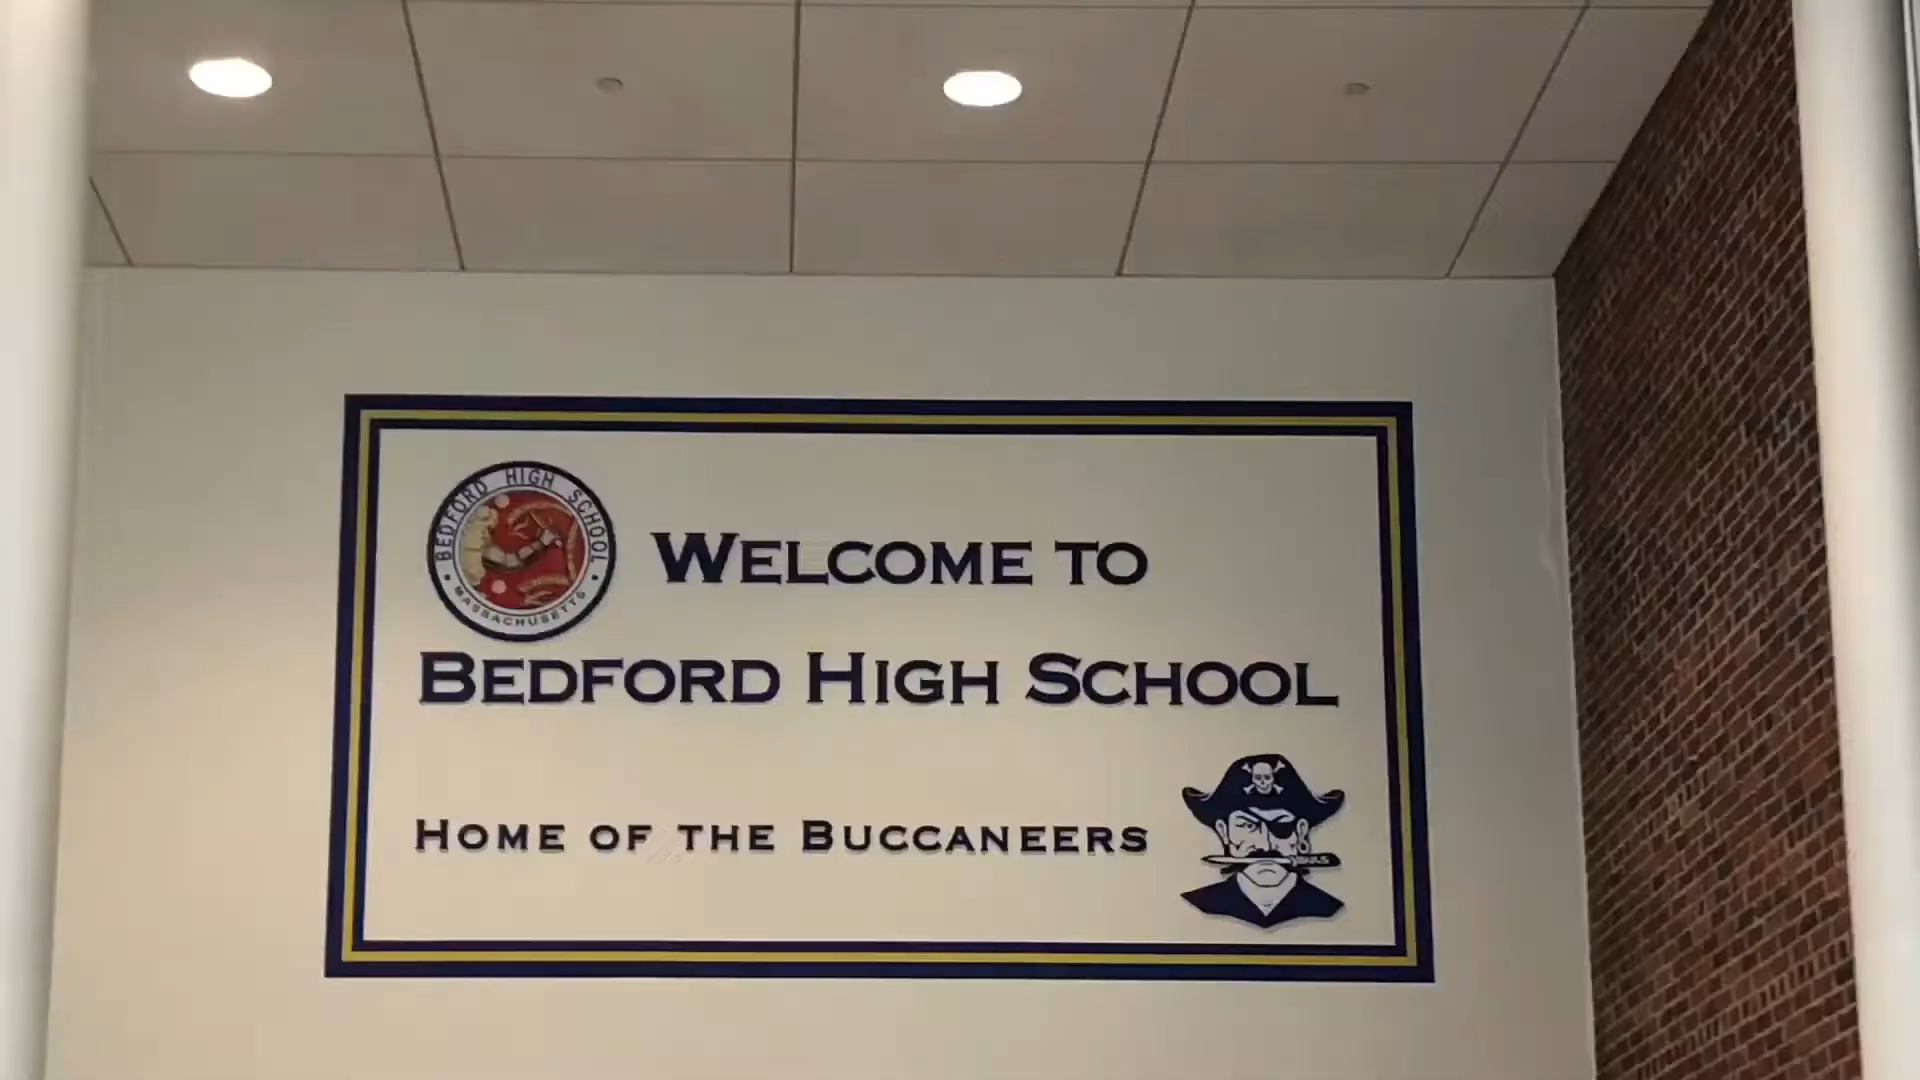 BEDFORD HIGH SCHOOL
MASSACHUSETTS
WELCOME TO
BEDFORD HIGH SCHOOL
HOME OF THE BUCCANEERS